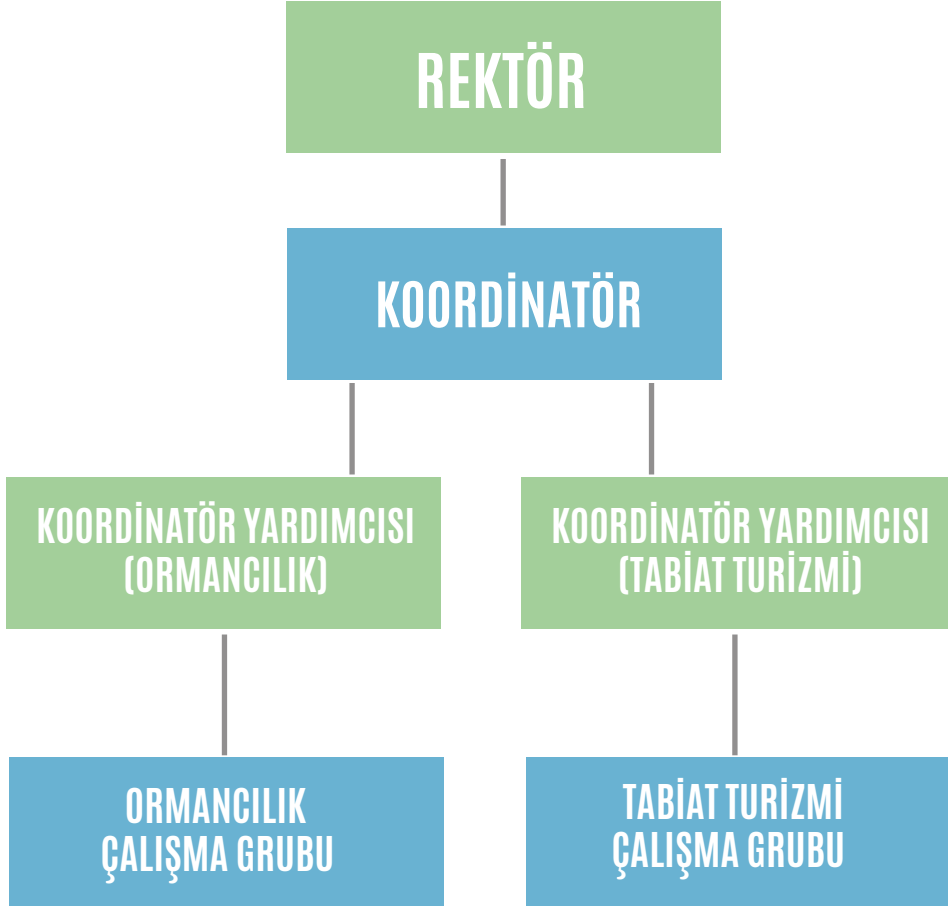 REKTÖR
KOORDİNATÖR
KOORDİNATÖR YARDIMCISI
(ORMANCILIK)
KOORDİNATÖR YARDIMCISI
(TABİAT TURİZMİ)
ORMANCILIK
ÇALIŞMA GRUBU
TABİAT TURİZMİ
ÇALIŞMA GRUBU